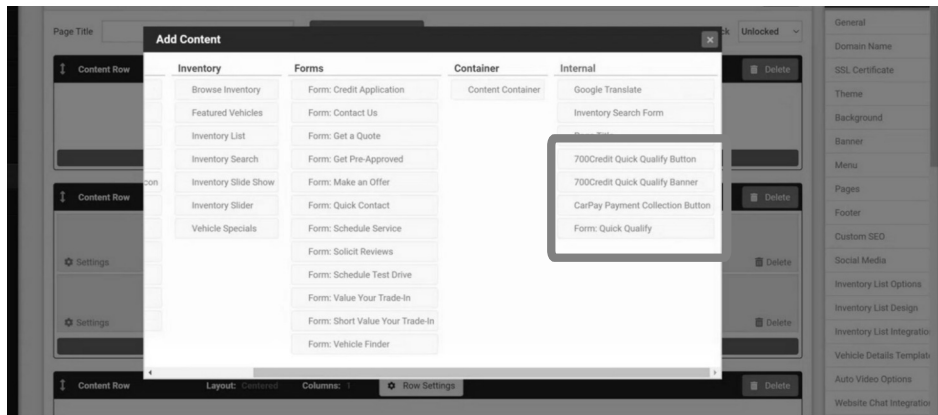 Page Title
Unlocked
Add Content
Content Row
Delete
Inventory
Browse Inventory
Featured Vehicles
Inventory List
Inventory Search
Inventory Slide Show
Inventory Slider
Vehicle Specials
Forms
Form: Credit Application
Form: Contact Us
Form: Get a Quote
Form: Get Pre-Approved
Form: Make an Offer
Form: Quick Contact
Form: Schedule Service
Form: Solicit Reviews
Form: Schedule Test Drive
Form: Value Your Trade-In
Form: Short Value Your Trade-In
Form: Vehicle Finder
Container
Content Container
Internal
Google Translate
Inventory Search Form
700Credit Quick Qualify Button
700Credit Quick Qualify Banner
CarPay Payment Collection Button
Form: Quick Qualify
Content Row
Delete
Settings
Delete
Settings
Delete
Content Row
Layout: Centered
Columns: 1
Row Settings
Delete
General
Domain Name
SSL Certificate
Theme
Background
Banner
Menu
Pages
Footer
Custom SEO
Social Media
Inventory List Options
Inventory List Design
Inventory List Integratio
Vehicle Details Templat
Auto Video Options
Website Chat Integratio